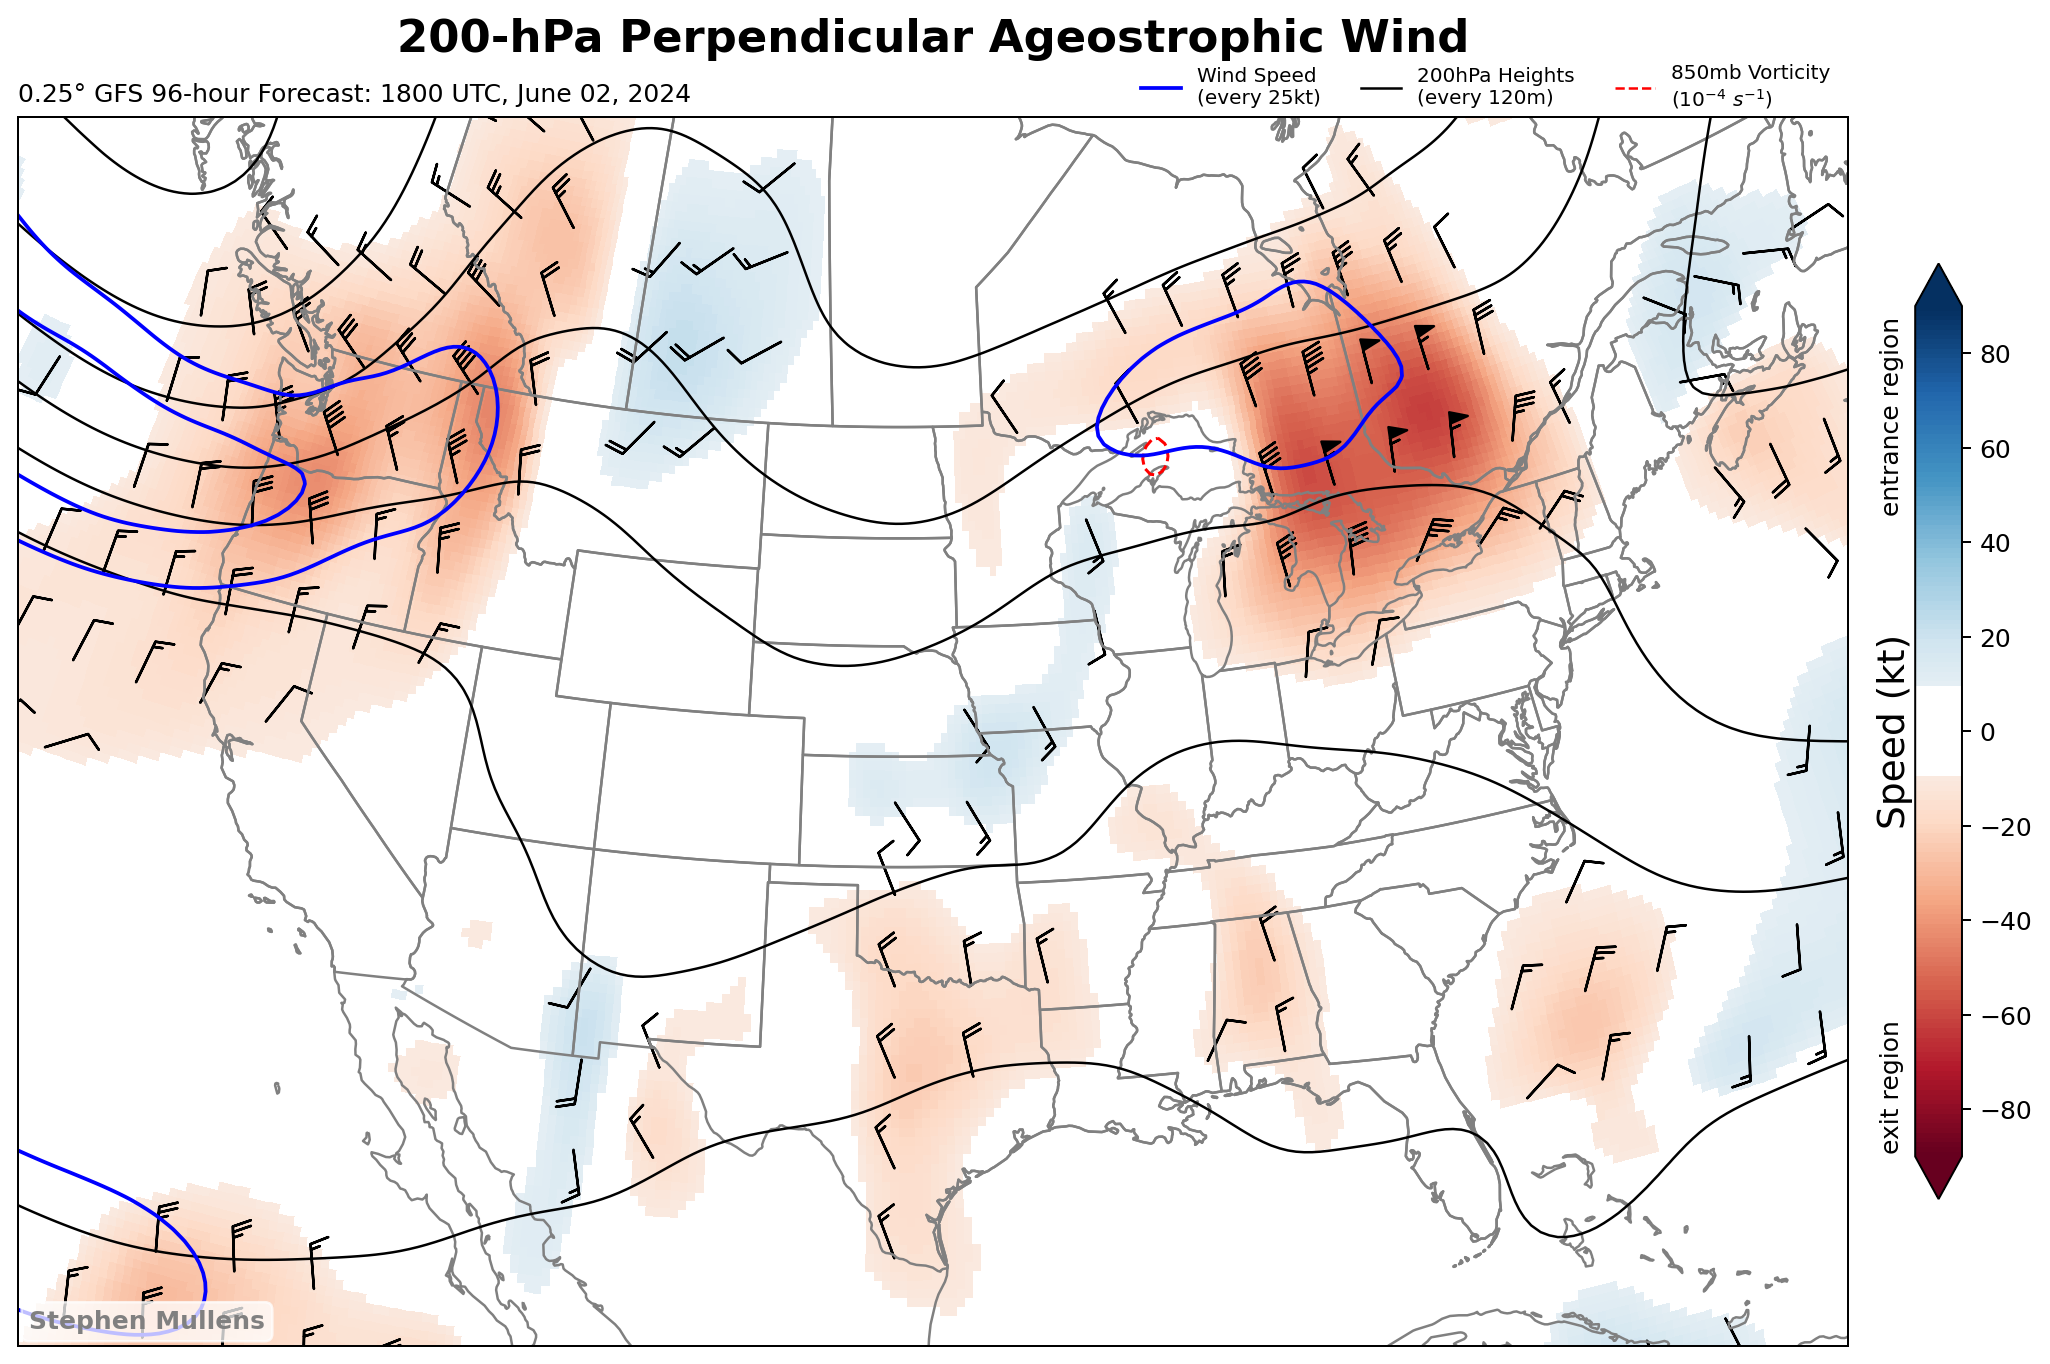 200-hPa Perpendicular Ageostrophic Wind
0.25° GFS 96-hour Forecast: 1800 UTC, June 02, 2024
Wind Speed
(every 25kt)
200hPa Heights
(every 120m)
850mb Vorticity
(10⁻⁴ s⁻¹)
entrance region
exit region
Speed (kt)
80
60
40
20
0
−20
−40
−60
−80
Stephen Mullens